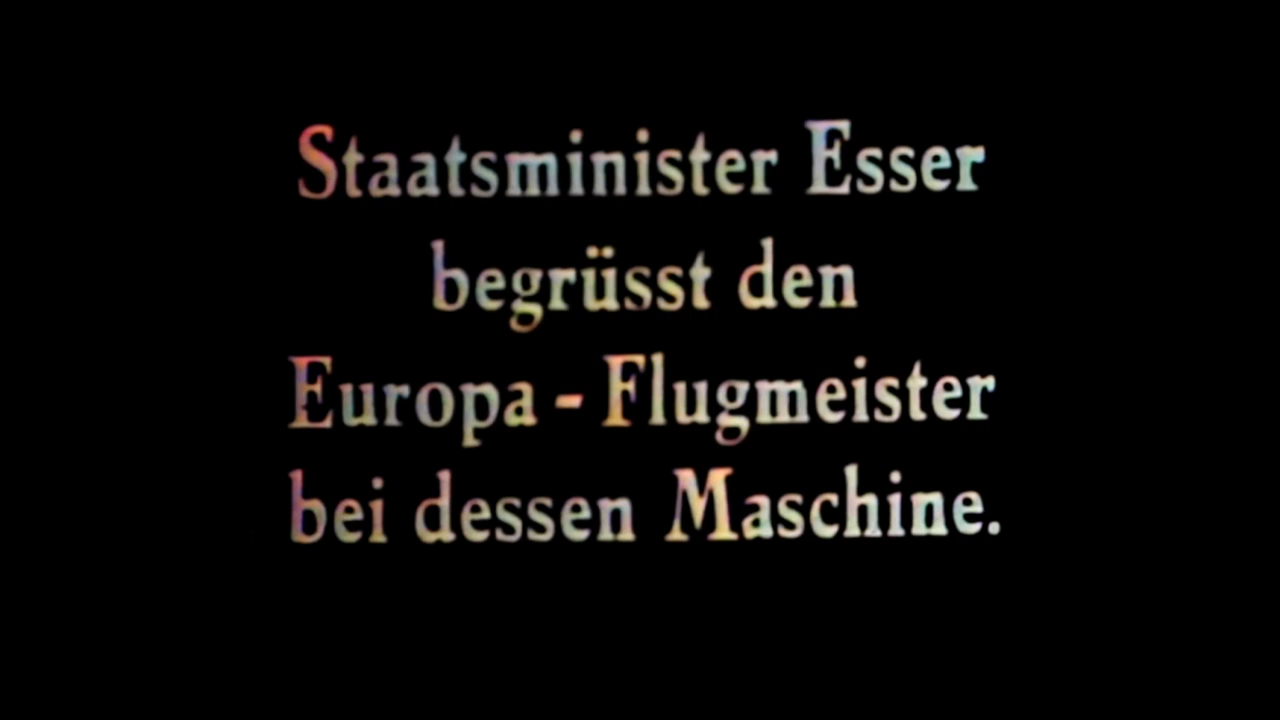 Staatsminister Esser
begrüsst den
Europa - Flugmeister
bei dessen Maschine.